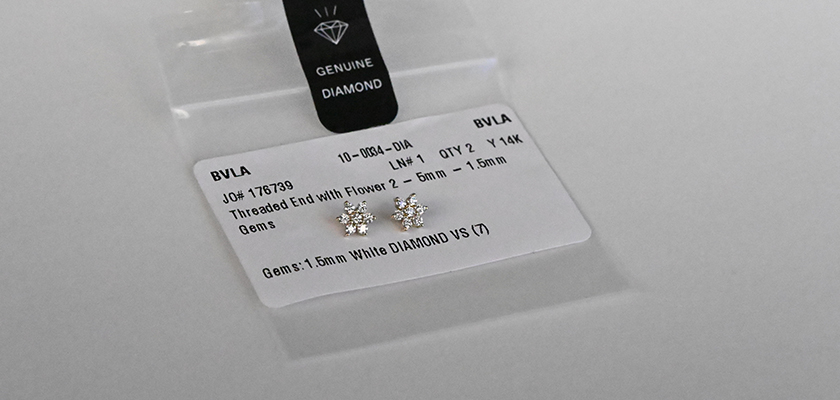 GENUINE
DIAMOND
BVLA 10-0034-DIA BVLA
JO# 176739 LN# 1 QTY 2 Y 14K
Threaded End with Flower 2 - 5mm - 1.5mm
Gems
Gems: 1.5mm White DIAMOND VS (7)